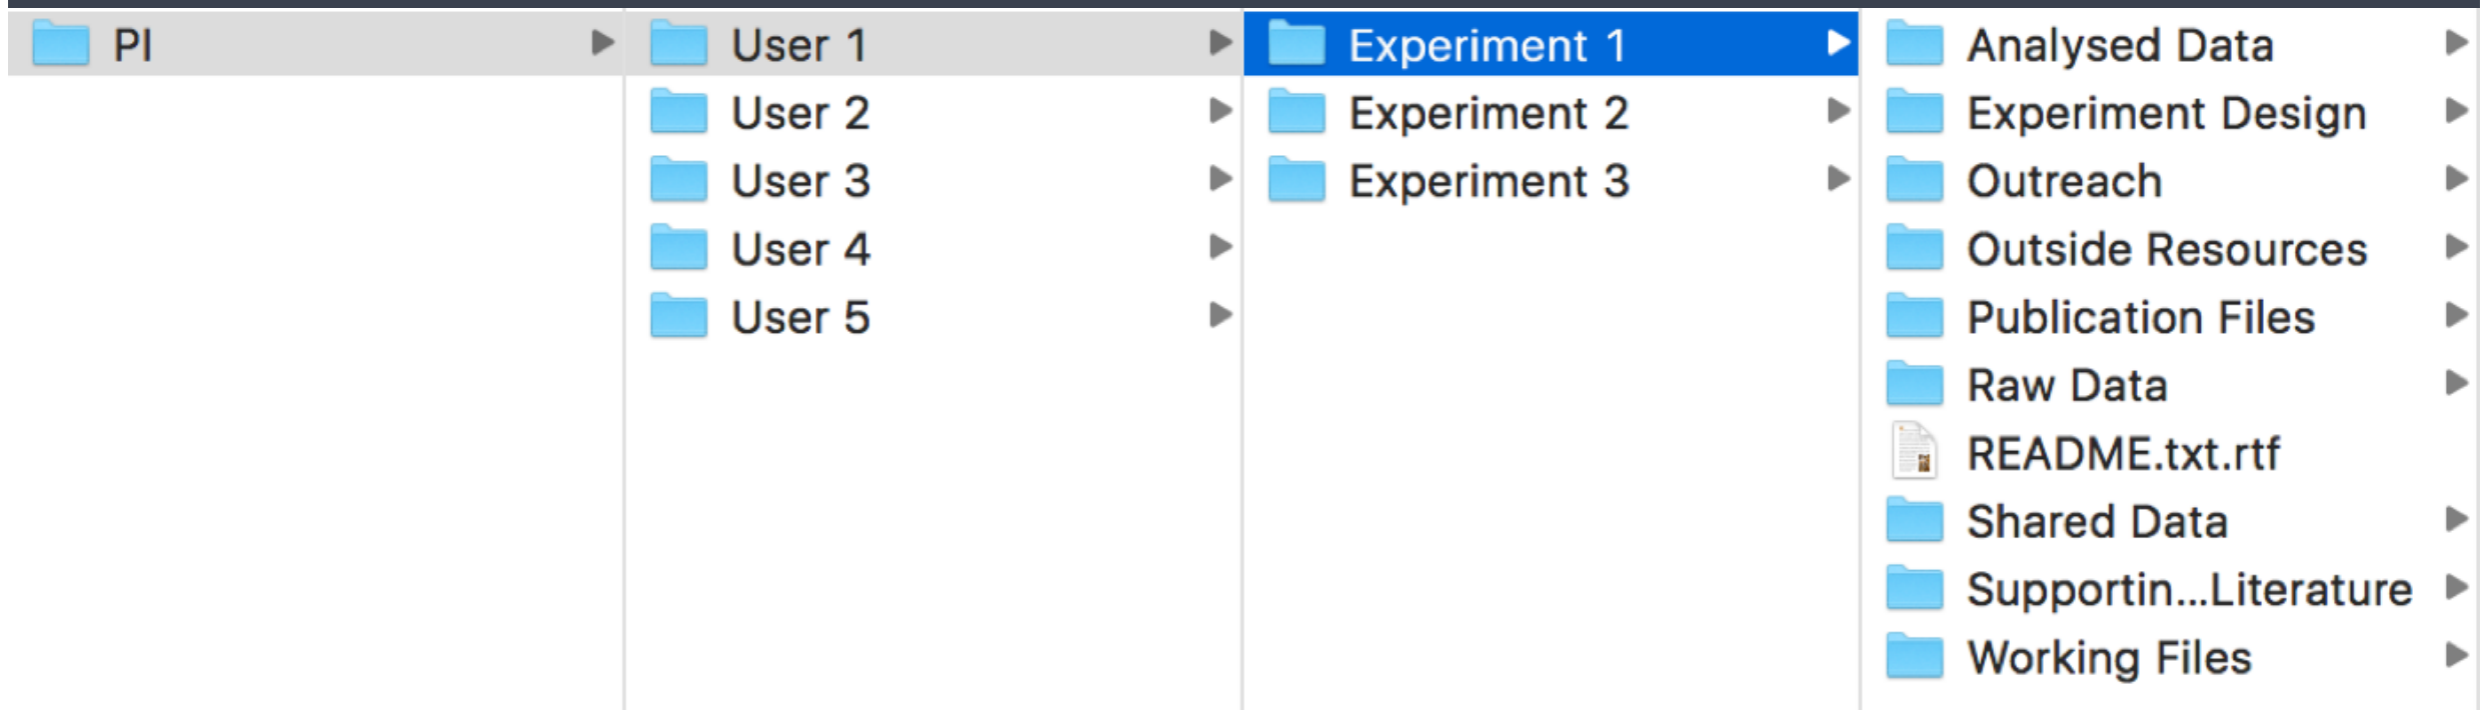 PI
User 1
User 2
User 3
User 4
User 5
Experiment 1
Experiment 2
Experiment 3
Analysed Data
Experiment Design
Outreach
Outside Resources
Publication Files
Raw Data
README.txt.rtf
Shared Data
Supportin...Literature
Working Files